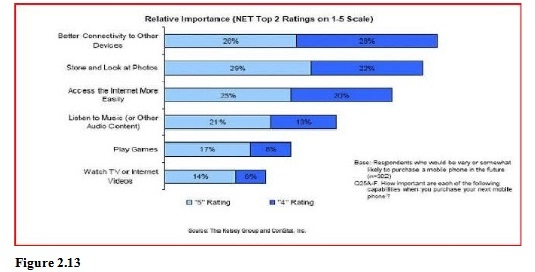 Relative Importance (NET Top 2 Ratings on 1-5 Scale)
Better Connectivity to Other
Devices
26%
28%
Store and Look at Photos
29%
22%
Access the Internet More
Easily
25%
20%
Listen to Music (or Other
Audio Content)
21%
13%
Play Games
17%
8%
Watch TV or Internet
Videos
14%
6%
Base: Respondents who would be very or somewhat
likely to purchase a mobile phone in the future
(n=302)
Q25A-F. How important are each of the following
capabilities when you purchase your next mobile
phone?
"5" Rating
"4" Rating
Source: The Kelsey Group and ConStat, Inc.
Figure 2.13